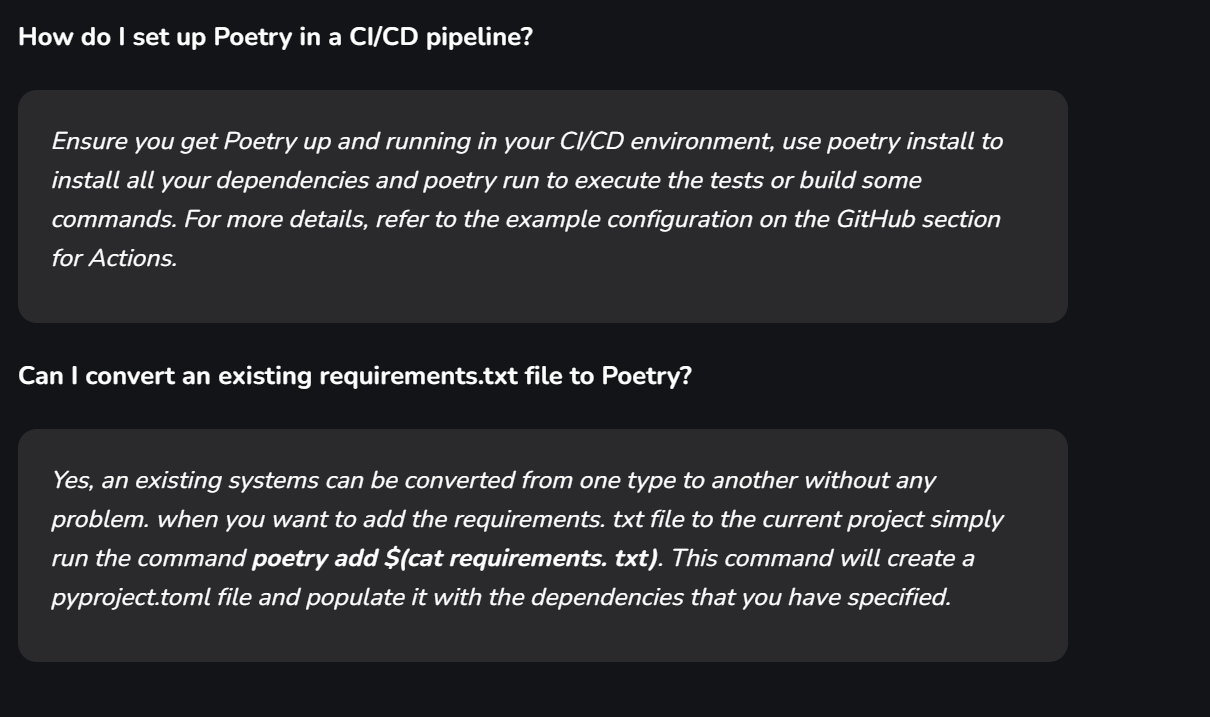 How do I set up Poetry in a CI/CD pipeline?
Ensure you get Poetry up and running in your CI/CD environment, use poetry install to
install all your dependencies and poetry run to execute the tests or build some
commands. For more details, refer to the example configuration on the GitHub section
for Actions.
Can I convert an existing requirements.txt file to Poetry?
Yes, an existing systems can be converted from one type to another without any
problem. when you want to add the requirements. txt file to the current project simply
run the command poetry add $(cat requirements. txt). This command will create a
pyproject.toml file and populate it with the dependencies that you have specified.